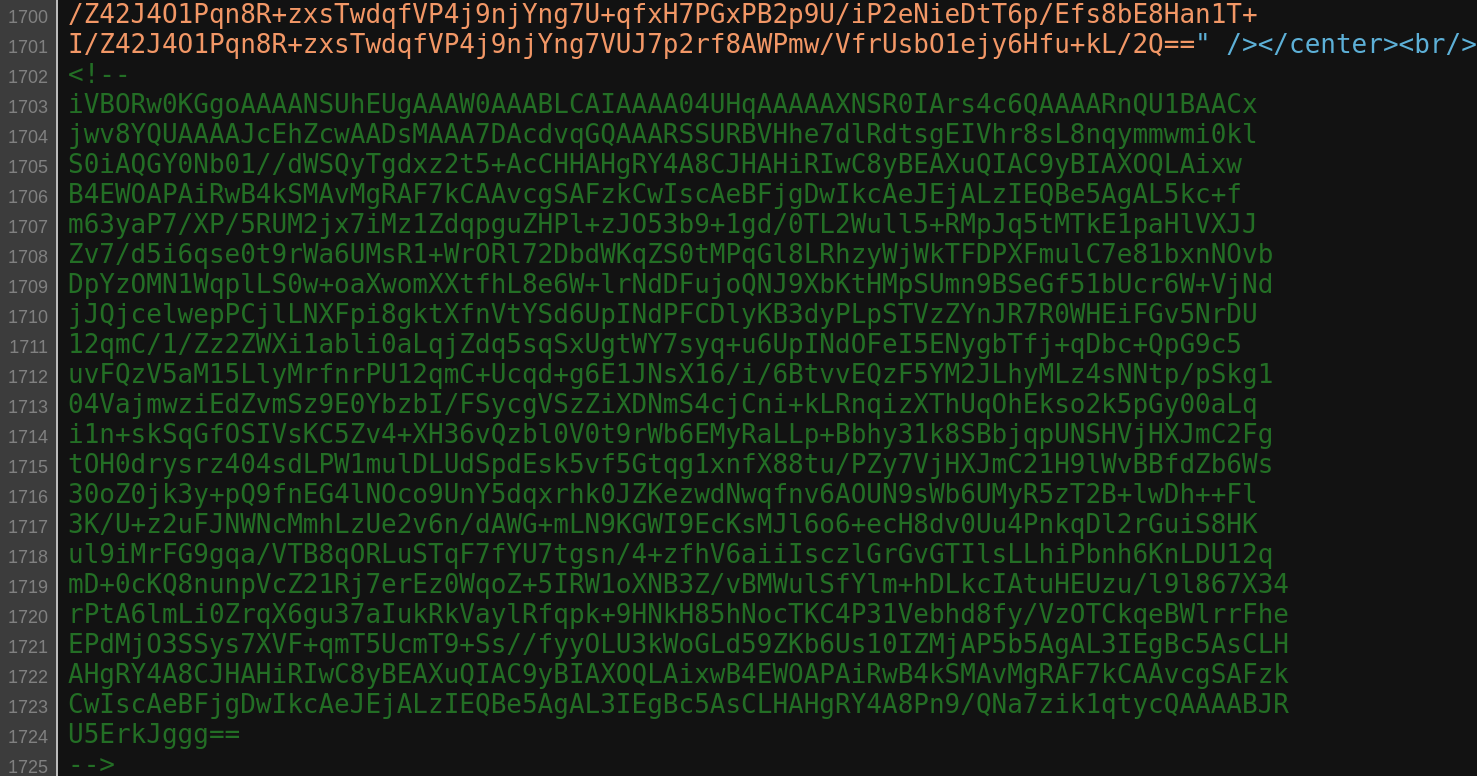 1700 /Z42J4O1Pqn8R+zxsTwdqfVP4j9njYng7U+qfxH7PGxPB2p9U/iP2eNieDtT6p/Efs8bE8Han1T+
1701 I/Z42J4O1Pqn8R+zxsTwdqfVP4j9njYng7VUJ7p2rf8AWPmw/VfrUsbO1ejy6Hfu+kL/2Q==" /></center><br/>
1702 <!--
1703 iVBORw0KGgoAAAANSUhEUgAAAW0AAABLCAIAAAA04UHqAAAAAXNSR0IArs4c6QAAAARnQU1BAACx
1704 jwv8YQUAAAAJcEhZcwAADsMAAA7DAcdvqGQAAARSSURBVHhe7dlRdtsgEIVhr8sL8nqymmwmi0kl
1705 S0iAQGY0Nb01//dWSQyTgdxz2t5+AcCHHAHgRY4A8CJHAHiRIwC8yBEAXuQIAC9yBIAXOQLAixw
1706 B4EWOAPAiRwB4kSMAvMgRAF7kCAAvcgSAFzkCwIscAeBFjgDwIkcAeJEjALzIEQBe5AgAL5kc+f
1707 m63yaP7/XP/5RUM2jx7iMz1ZdqpguZHPl+zJO53b9+1gd/0TL2Wull5+RMpJq5tMTkE1paHlVXJJ
1708 Zv7/d5i6qse0t9rWa6UMsR1+WrORl72DbdWKqZS0tMPqGl8LRhzyWjWkTFDPXFmulC7e81bxnNOvb
1709 DpYzOMN1WqplLS0w+oaXwomXXtfhL8e6W+lrNdDFujoQNJ9XbKtHMpSUmn9BSeGf51bUcr6W+VjNd
1710 jJQjcelwepPCjlLNXFpi8gktXfnVtYSd6UpINdPFCDlyKB3dyPLpSTVzZYnJR7R0WHEiFGv5NrDU
1711 12qmC/1/Zz2ZWXi1abli0aLqjZdq5sqSxUgtWY7syq+u6UpINdOFeI5ENygbTfj+qDbc+QpG9c5
1712 uvFQzV5aM15LlyMrfnrPU12qmC+Ucqd+g6E1JNsX16/i/6BtvvEQzF5YM2JLhyMLz4sNNtp/pSkg1
1713 04VajmwziEdZvmSz9E0YbzbI/FSycgVSzZiXDNmS4cjCni+kLRnqizXThUqOhEkso2k5pGy00aLq
1714 i1n+skSqGfOSIVsKC5Zv4+XH36vQzbl0V0t9rWb6EMyRaLLp+Bbhy31k8SBbjqpUNSHVjHXJmC2Fg
1715 tOH0drysrz404sdLPW1mulDLUdSpdEsk5vf5Gtqg1xnfX88tu/PZy7VjHXJmC21H9lWvBBfdZb6Ws
1716 30oZ0jk3y+pQ9fnEG4lNOco9UnY5dqxrhk0JZKezwdNwqfnv6AOUN9sWb6UMyR5zT2B+lwDh++Fl
1717 3K/U+z2uFJNWNcMmhLzUe2v6n/dAWG+mLN9KGWI9EcKsMJl6o6+ecH8dv0Uu4PnkqDl2rGuiS8HK
1718 ul9iMrFG9gqa/VTB8qORLuSTqF7fYU7tgsn/4+zfhV6aiiIsczlGrGvGTIlsLLhiPbnh6KnLDU12q
1719 mD+0cKQ8nunpVcZ21Rj7erEz0WqoZ+5IRW1oXNB3Z/vBMWulSfYlm+hDLkcIAtuHEUzu/l9l867X34
1720 rPtA6lmLi0ZrqX6gu37aIukRkVaylRfqpk+9HNkH85hNocTKC4P31Vebhd8fy/VzOTCkqeBWlrrFhe
1721 EPdMjO3SSys7XVF+qmT5UcmT9+Ss//fyyOLU3kWoGLd59ZKb6Us10IZMjAP5b5AgAL3IEgBc5AsCLH
1722 AHgRY4A8CJHAHiRIwC8yBEAXuQIAC9yBIAXOQLAixwB4EWOAPAiRwB4kSMAvMgRAF7kCAAvcgSAFzk
1723 CwIscAeBFjgDwIkcAeJEjALzIEQBe5AgAL3IEgBc5AsCLHAHgRY4A8Pn9/QNa7zik1qtycQAAAABJR
1724 U5ErkJggg==
1725 -->